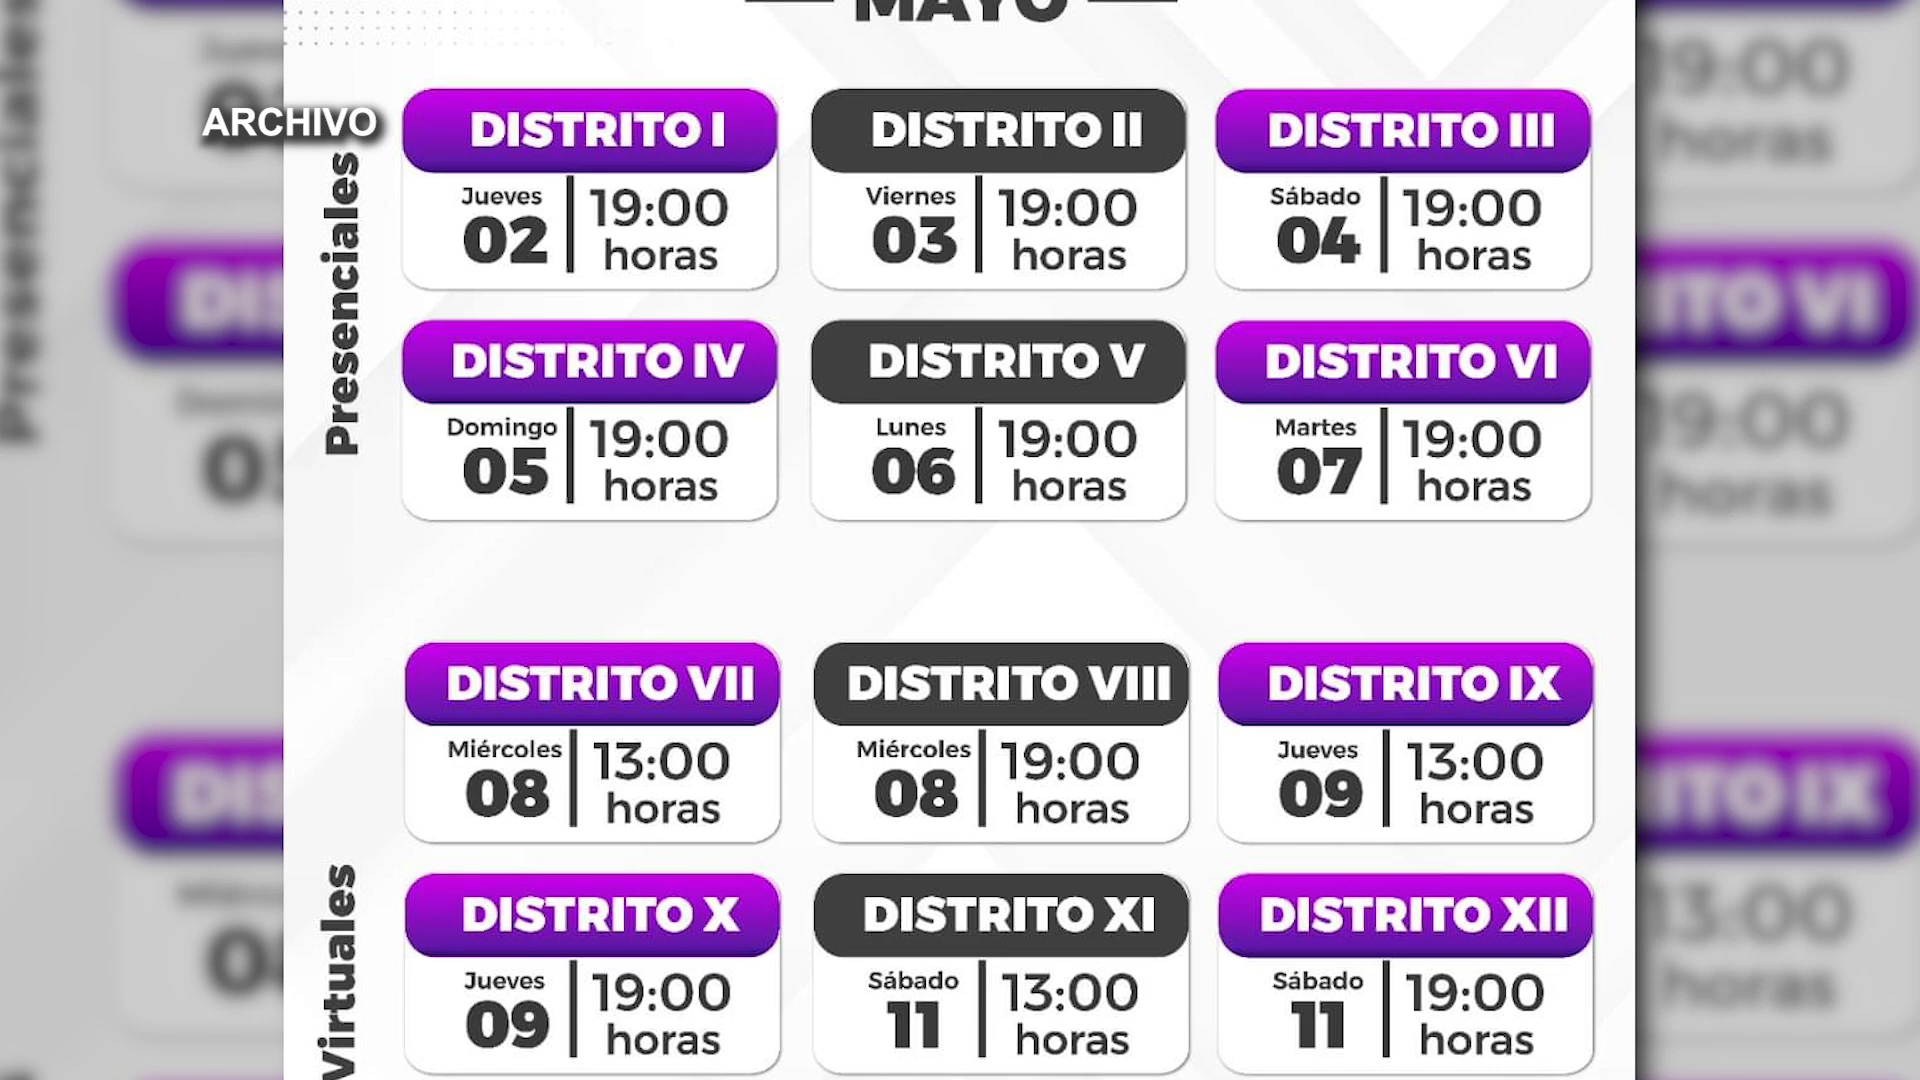 MAYO
ARCHIVO
Presenciales
DISTRITO I
Jueves
02
19:00
horas
DISTRITO II
Viernes
03
19:00
horas
DISTRITO III
Sábado
04
19:00
horas
DISTRITO IV
Domingo
05
19:00
horas
DISTRITO V
Lunes
06
19:00
horas
DISTRITO VI
Martes
07
19:00
horas
Virtuales
DISTRITO VII
Miércoles
08
13:00
horas
DISTRITO VIII
Miércoles
08
19:00
horas
DISTRITO IX
Jueves
09
13:00
horas
DISTRITO X
Jueves
09
19:00
horas
DISTRITO XI
Sábado
11
13:00
horas
DISTRITO XII
Sábado
11
19:00
horas